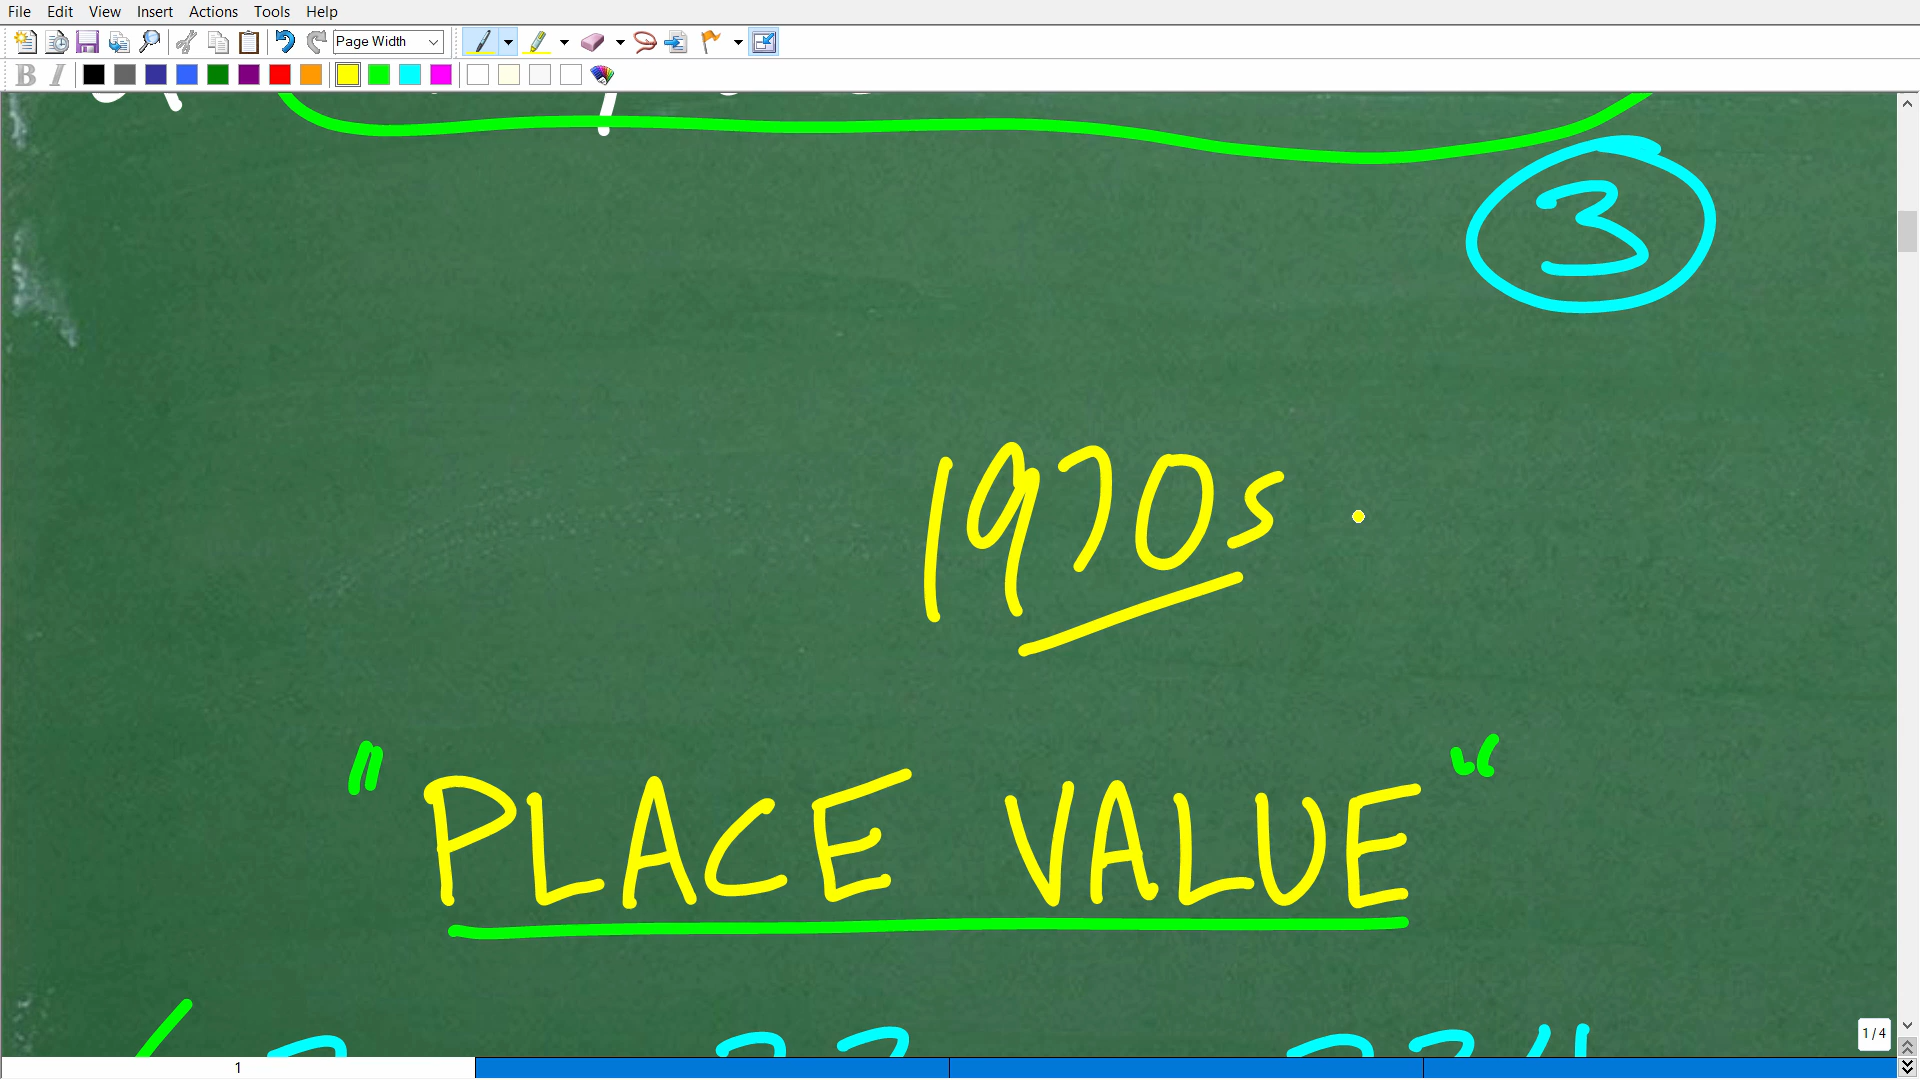 File Edit View Insert Actions Tools Help
Page Width
B I
3
1970s
"PLACE VALUE"
1 / 4
1